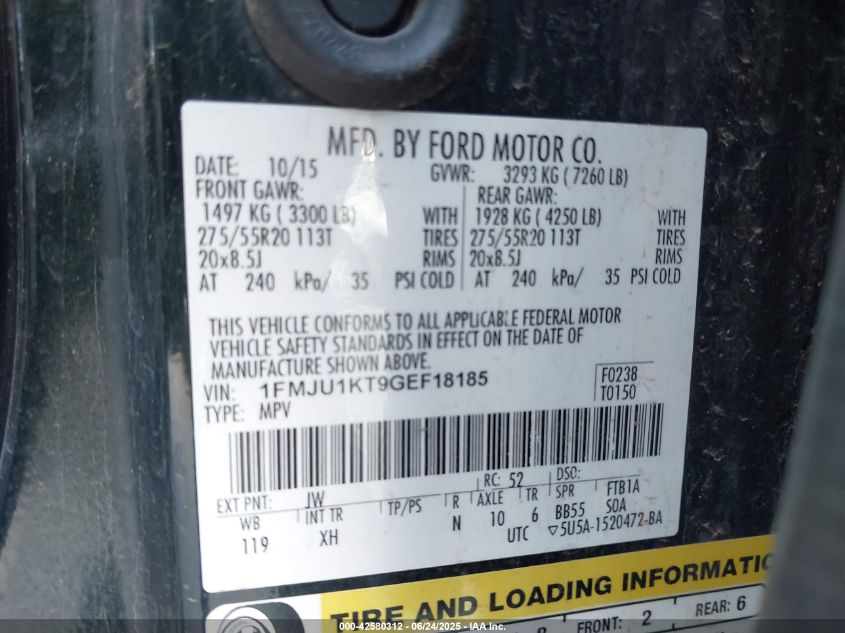 MFD. BY FORD MOTOR CO.
DATE: 10/15 GVWR: 3293 KG ( 7260 LB)
FRONT GAWR: REAR GAWR:
1497 KG ( 3300 LB) WITH 1928 KG ( 4250 LB) WITH
275/55R20 113T TIRES 275/55R20 113T TIRES
20x8.5J RIMS 20x8.5J RIMS
AT 240 kPa/ 35 PSI COLD AT 240 kPa/ 35 PSI COLD
THIS VEHICLE CONFORMS TO ALL APPLICABLE FEDERAL MOTOR
VEHICLE SAFETY STANDARDS IN EFFECT ON THE DATE OF
MANUFACTURE SHOWN ABOVE.
VIN: 1FMJU1KT9GEF18185 F0238
TYPE: MPV T0150
RC: 52 DSO:
EXT PNT: JW
WB INT TR TP/PS R AXLE TR SPR FTB1A
119 XH N 10 6 BB55 SOA
UTC ▽5U5A-1520472-BA
TIRE AND LOADING INFORMATIO
FRONT: 2 REAR: 6
000-42580312 - 06/24/2025 - IAAI.com